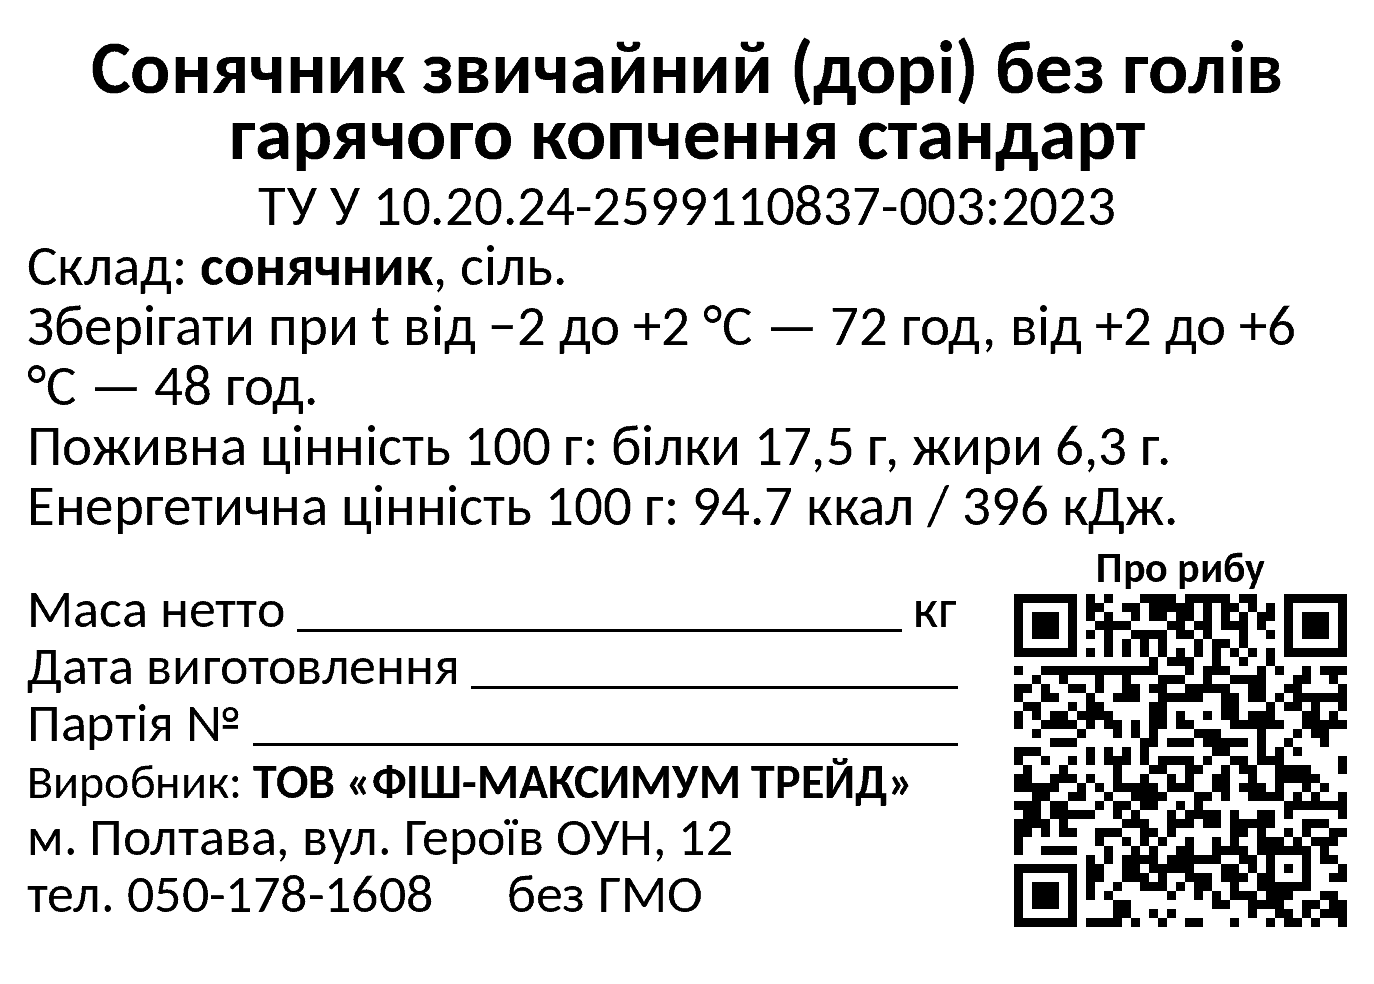 Сонячник звичайний (дорі) без голів
гарячого копчення стандарт
ТУ У 10.20.24-2599110837-003:2023
Склад: сонячник, сіль.
Зберігати при t від −2 до +2 °C — 72 год, від +2 до +6
°C — 48 год.
Поживна цінність 100 г: білки 17,5 г, жири 6,3 г.
Енергетична цінність 100 г: 94.7 ккал / 396 кДж.
Про рибу
Маса нетто ______________________ кг
Дата виготовлення __________________
Партія № __________________________
Виробник: ТОВ «ФІШ-МАКСИМУМ ТРЕЙД»
м. Полтава, вул. Героїв ОУН, 12
тел. 050-178-1608 без ГМО